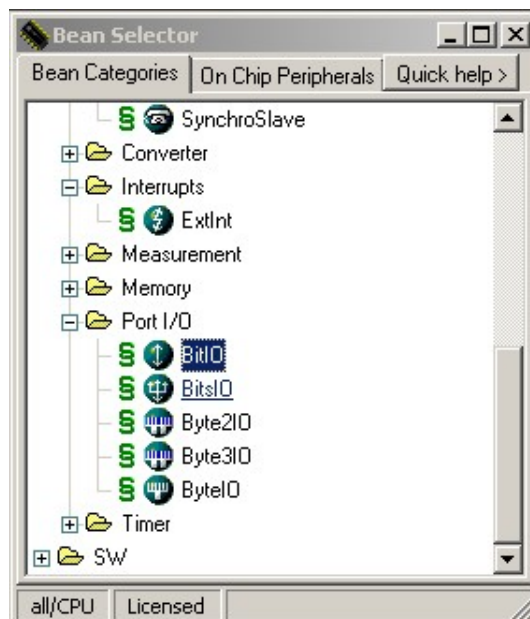 Bean Selector
Bean Categories On Chip Peripherals Quick help >
SynchroSlave
Converter
Interrupts
ExtInt
Measurement
Memory
Port I/O
BitIO
BitsIO
Byte2IO
Byte3IO
ByteIO
Timer
SW
all/CPU Licensed